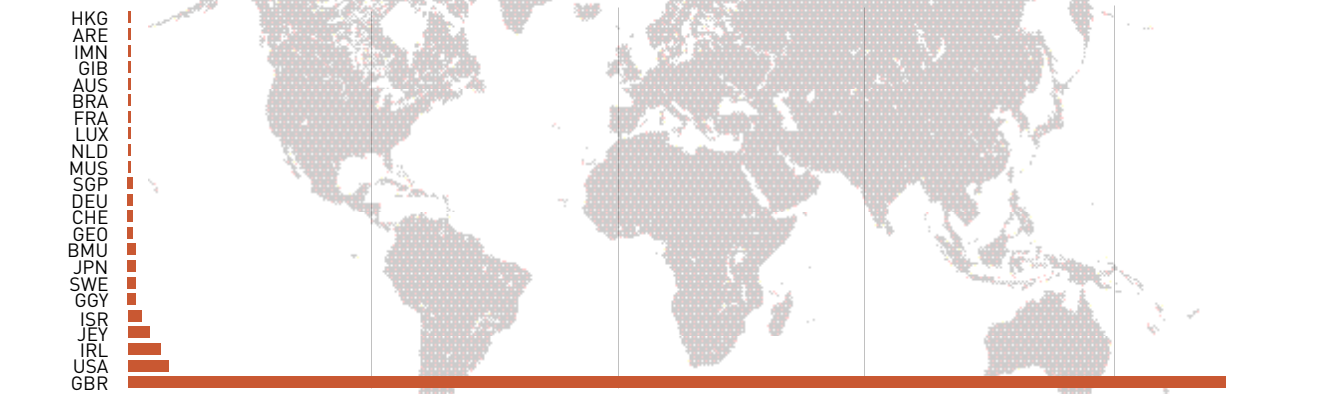 HKG
ARE
IMN
GIB
AUS
BRA
FRA
LUX
NLD
MUS
SGP
DEU
CHE
GEO
BMU
JPN
SWE
GGY
ISR
JEY
IRL
USA
GBR